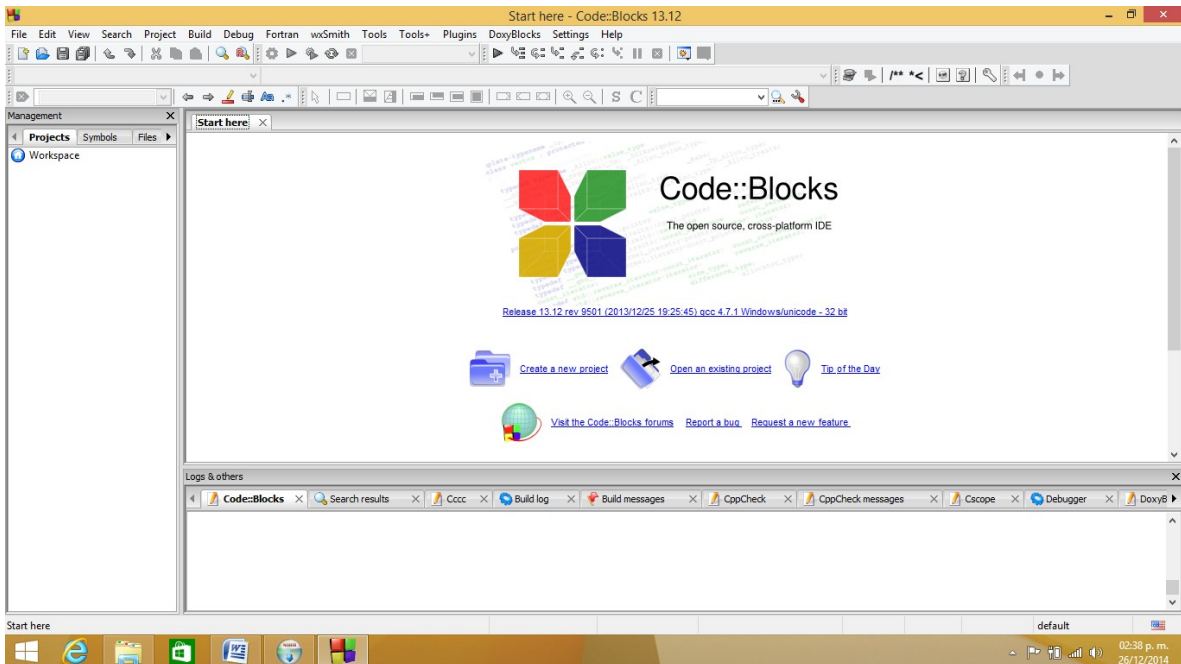 Start here - Code::Blocks 13.12
File Edit View Search Project Build Debug Fortran wxSmith Tools Tools+ Plugins DoxyBlocks Settings Help
/** *<
S C
Management
Projects Symbols Files
Workspace
Start here
Code::Blocks
The open source, cross-platform IDE
Release 13.12 rev 9501 (2013/12/25 19:25:45) gcc 4.7.1 Windows/unicode - 32 bit
Create a new project Open an existing project Tip of the Day
Visit the Code::Blocks forums Report a bug Request a new feature
Logs & others
Code::Blocks Search results Cccc Build log Build messages CppCheck CppCheck messages Cscope Debugger DoxyB
Start here default
02:38 p. m.
26/12/2014